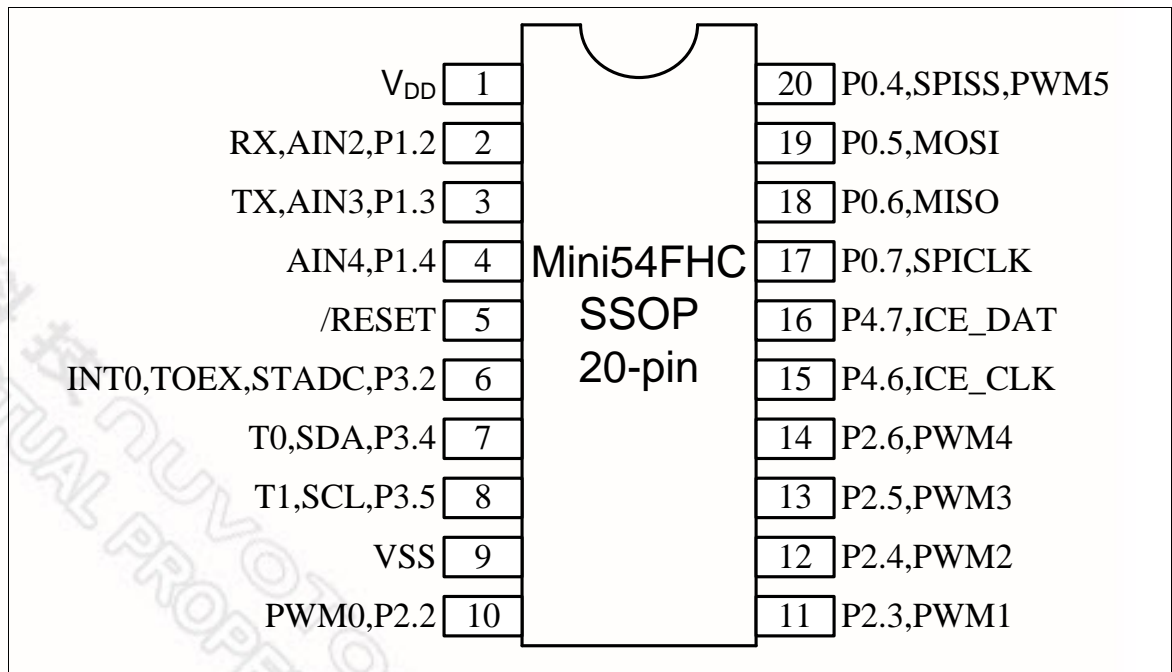 V_DD 1
RX,AIN2,P1.2 2
TX,AIN3,P1.3 3
AIN4,P1.4 4
/RESET 5
INT0,TOEX,STADC,P3.2 6
T0,SDA,P3.4 7
T1,SCL,P3.5 8
VSS 9
PWM0,P2.2 10
Mini54FHC
SSOP
20-pin
20 P0.4,SPISS,PWM5
19 P0.5,MOSI
18 P0.6,MISO
17 P0.7,SPICLK
16 P4.7,ICE_DAT
15 P4.6,ICE_CLK
14 P2.6,PWM4
13 P2.5,PWM3
12 P2.4,PWM2
11 P2.3,PWM1
科技 nuvoto